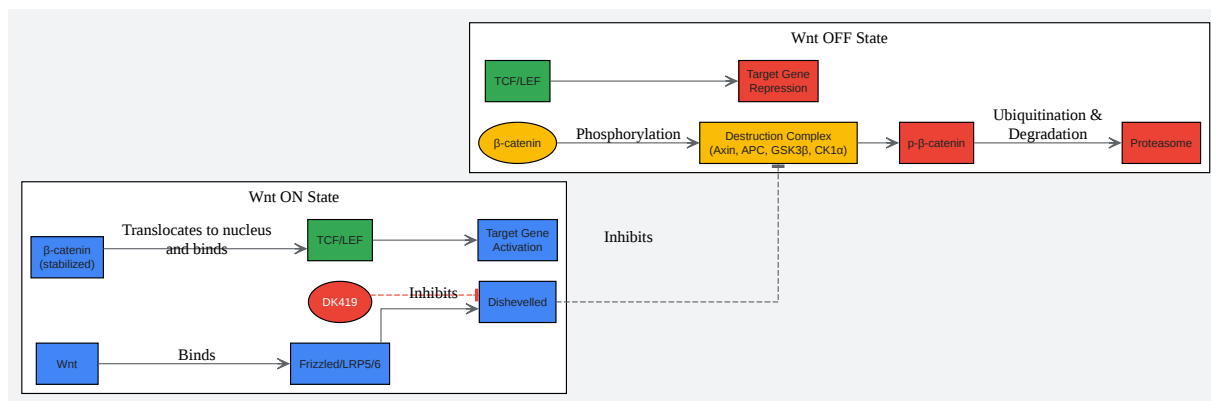 Wnt OFF State
TCF/LEF
Target Gene
Repression
β-catenin
Phosphorylation
Destruction Complex
(Axin, APC, GSK3β, CK1α)
p-β-catenin
Ubiquitination &
Degradation
Proteasome
Wnt ON State
β-catenin
(stabilized)
Translocates to nucleus
and binds
TCF/LEF
Target Gene
Activation
Inhibits
DK419
Inhibits
Dishevelled
Wnt
Binds
Frizzled/LRP5/6